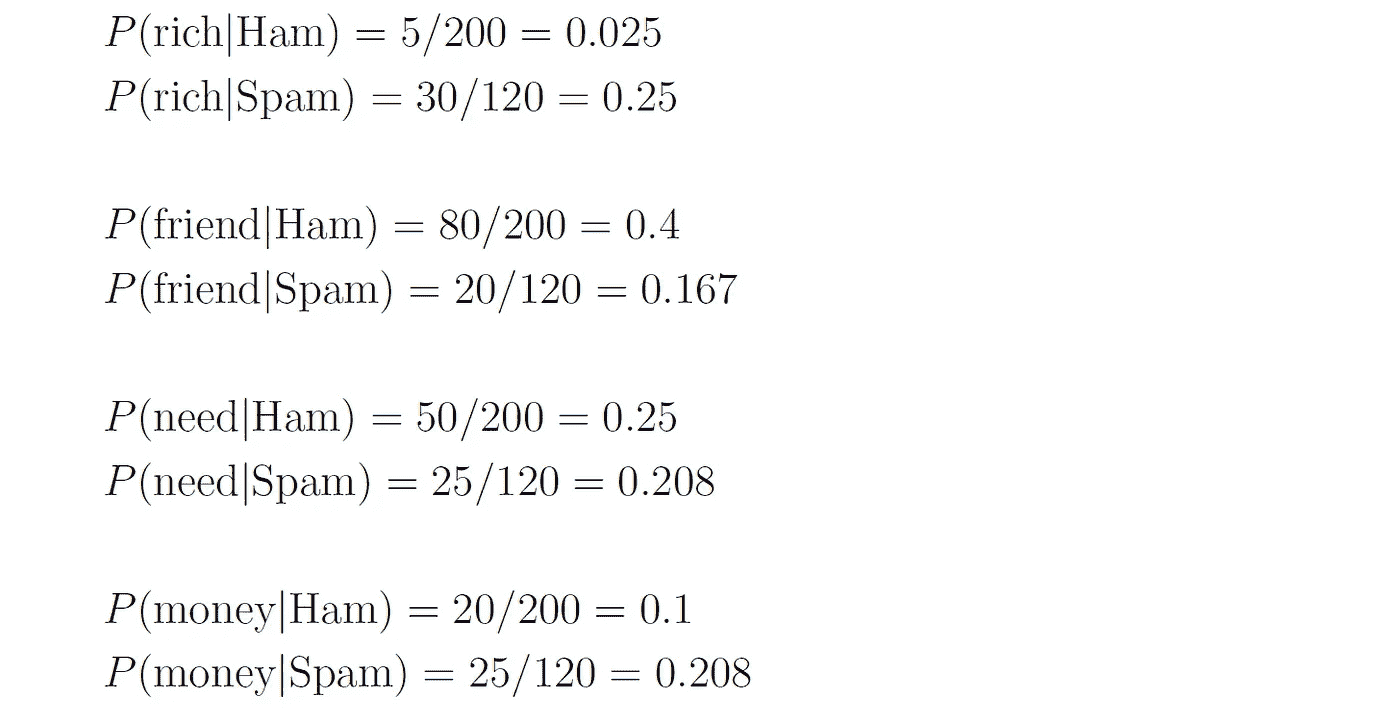 P(rich|Ham) = 5/200 = 0.025
P(rich|Spam) = 30/120 = 0.25
P(friend|Ham) = 80/200 = 0.4
P(friend|Spam) = 20/120 = 0.167
P(need|Ham) = 50/200 = 0.25
P(need|Spam) = 25/120 = 0.208
P(money|Ham) = 20/200 = 0.1
P(money|Spam) = 25/120 = 0.208